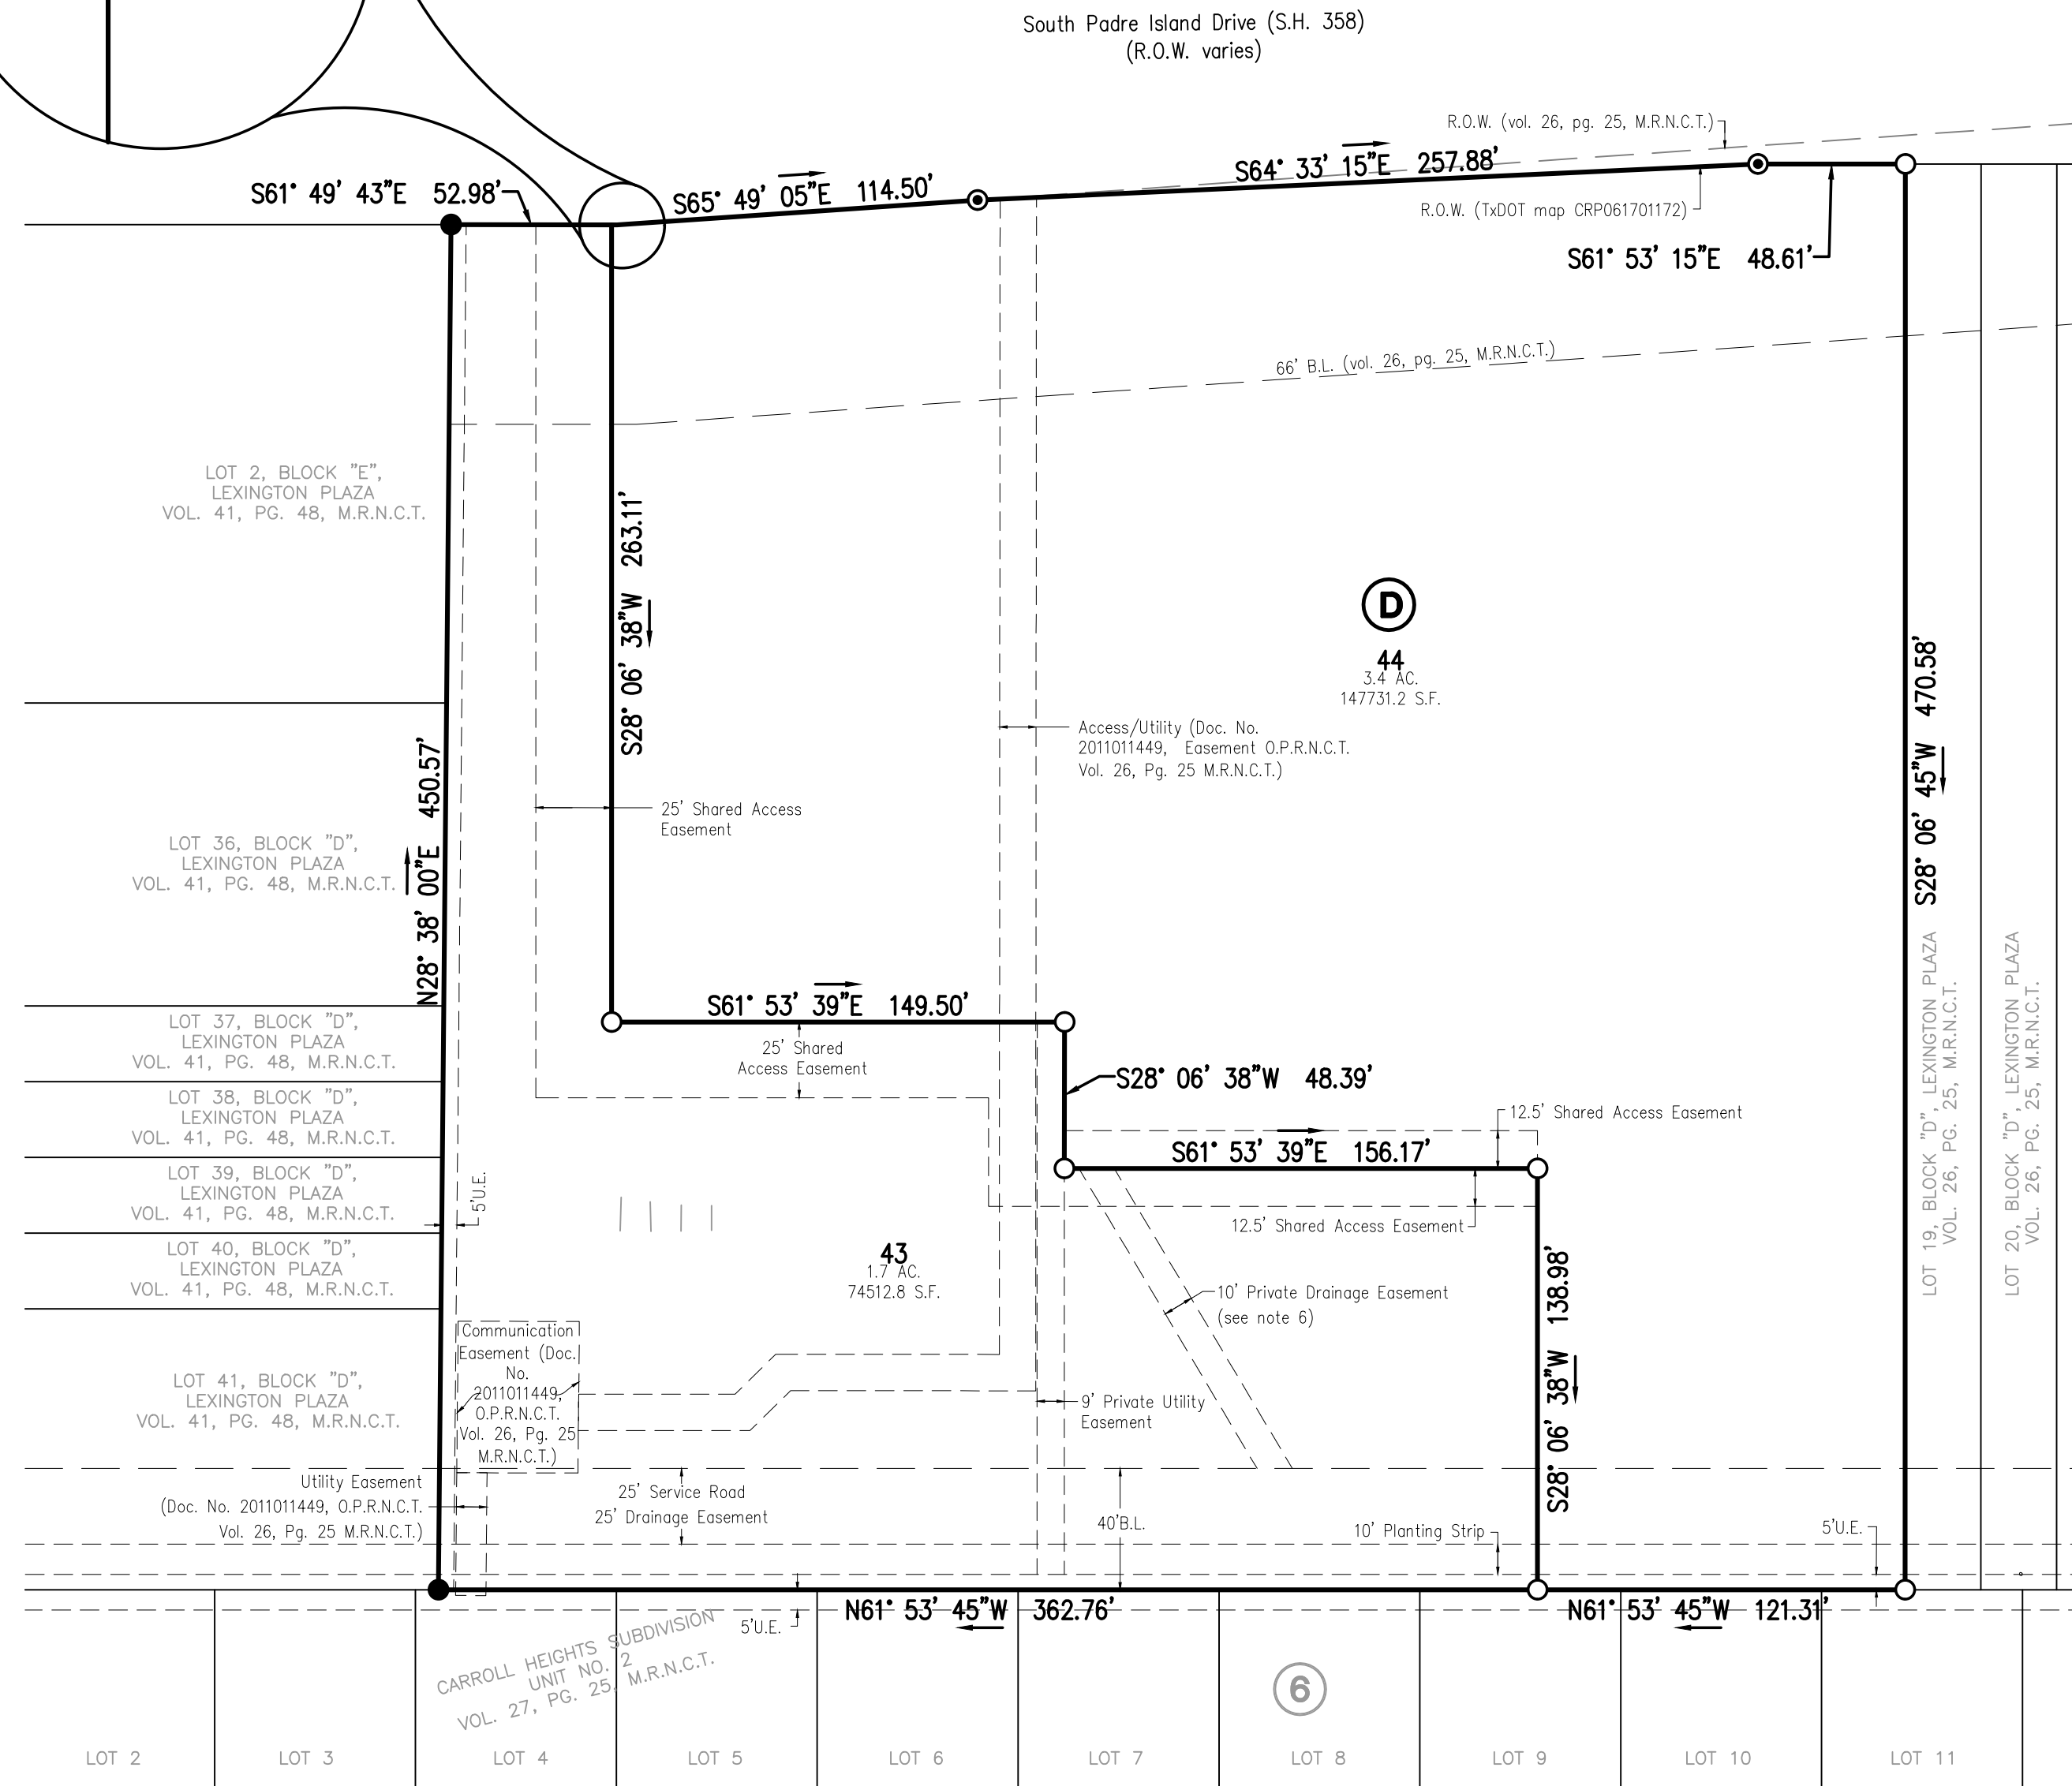 South Padre Island Drive (S.H. 358)
(R.O.W. varies)
R.O.W. (vol. 26, pg. 25, M.R.N.C.T.)
S61° 49' 43"E 52.98'
S65° 49' 05"E 114.50'
S64° 33' 15"E 257.88'
R.O.W. (TxDOT map CRP061701172)
S61° 53' 15"E 48.61'
66' B.L. (vol. 26, pg. 25, M.R.N.C.T.)
LOT 2, BLOCK "E",
LEXINGTON PLAZA
VOL. 41, PG. 48, M.R.N.C.T.
S28° 06' 38"W 263.11'
D
44
3.4 AC.
147731.2 S.F.
S28° 06' 45"W 470.58'
Access/Utility (Doc. No.
2011011449, Easement O.P.R.N.C.T.
Vol. 26, Pg. 25 M.R.N.C.T.)
N28° 38' 00"E 450.57'
25' Shared Access
Easement
LOT 36, BLOCK "D",
LEXINGTON PLAZA
VOL. 41, PG. 48, M.R.N.C.T.
LOT 19, BLOCK "D", LEXINGTON PLAZA
VOL. 26, PG. 25, M.R.N.C.T.
LOT 20, BLOCK "D", LEXINGTON PLAZA
VOL. 26, PG. 25, M.R.N.C.T.
S61° 53' 39"E 149.50'
LOT 37, BLOCK "D",
LEXINGTON PLAZA
VOL. 41, PG. 48, M.R.N.C.T.
25' Shared
Access Easement
S28° 06' 38"W 48.39'
LOT 38, BLOCK "D",
LEXINGTON PLAZA
VOL. 41, PG. 48, M.R.N.C.T.
12.5' Shared Access Easement
S61° 53' 39"E 156.17'
LOT 39, BLOCK "D",
LEXINGTON PLAZA
VOL. 41, PG. 48, M.R.N.C.T.
5'U.E.
12.5' Shared Access Easement
LOT 40, BLOCK "D",
LEXINGTON PLAZA
VOL. 41, PG. 48, M.R.N.C.T.
43
1.7 AC.
74512.8 S.F.
10' Private Drainage Easement
(see note 6)
S28° 06' 38"W 138.98'
Communication
Easement (Doc.
No.
2011011449,
O.P.R.N.C.T.
Vol. 26, Pg. 25
M.R.N.C.T.)
LOT 41, BLOCK "D",
LEXINGTON PLAZA
VOL. 41, PG. 48, M.R.N.C.T.
9' Private Utility
Easement
Utility Easement
(Doc. No. 2011011449, O.P.R.N.C.T.
Vol. 26, Pg. 25 M.R.N.C.T.)
25' Service Road
25' Drainage Easement
40'B.L.
10' Planting Strip
5'U.E.
N61° 53' 45"W 362.76'
N61° 53' 45"W 121.31'
5'U.E.
CARROLL HEIGHTS SUBDIVISION
UNIT NO. 2
VOL. 27, PG. 25, M.R.N.C.T.
6
LOT 2
LOT 3
LOT 4
LOT 5
LOT 6
LOT 7
LOT 8
LOT 9
LOT 10
LOT 11